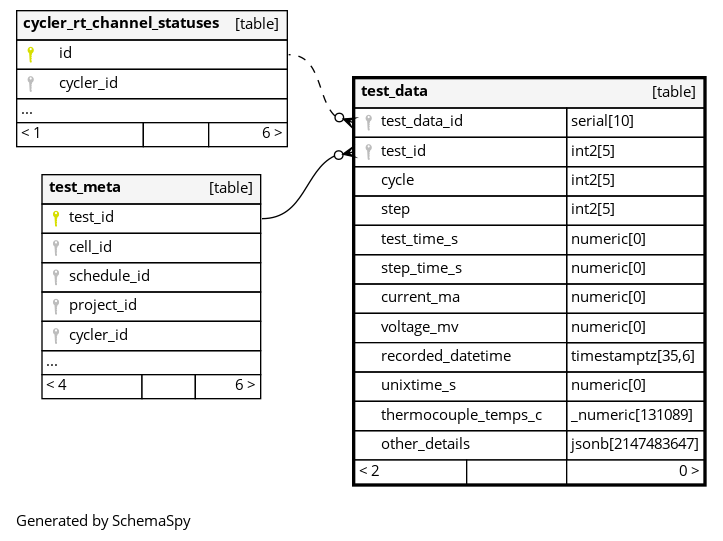 cycler_rt_channel_statuses [table]
id
cycler_id
...
< 1 6 >
test_meta [table]
test_id
cell_id
schedule_id
project_id
cycler_id
...
< 4 6 >
test_data [table]
test_data_id serial[10]
test_id int2[5]
cycle int2[5]
step int2[5]
test_time_s numeric[0]
step_time_s numeric[0]
current_ma numeric[0]
voltage_mv numeric[0]
recorded_datetime timestamptz[35,6]
unixtime_s numeric[0]
thermocouple_temps_c _numeric[131089]
other_details jsonb[2147483647]
< 2 0 >
Generated by SchemaSpy